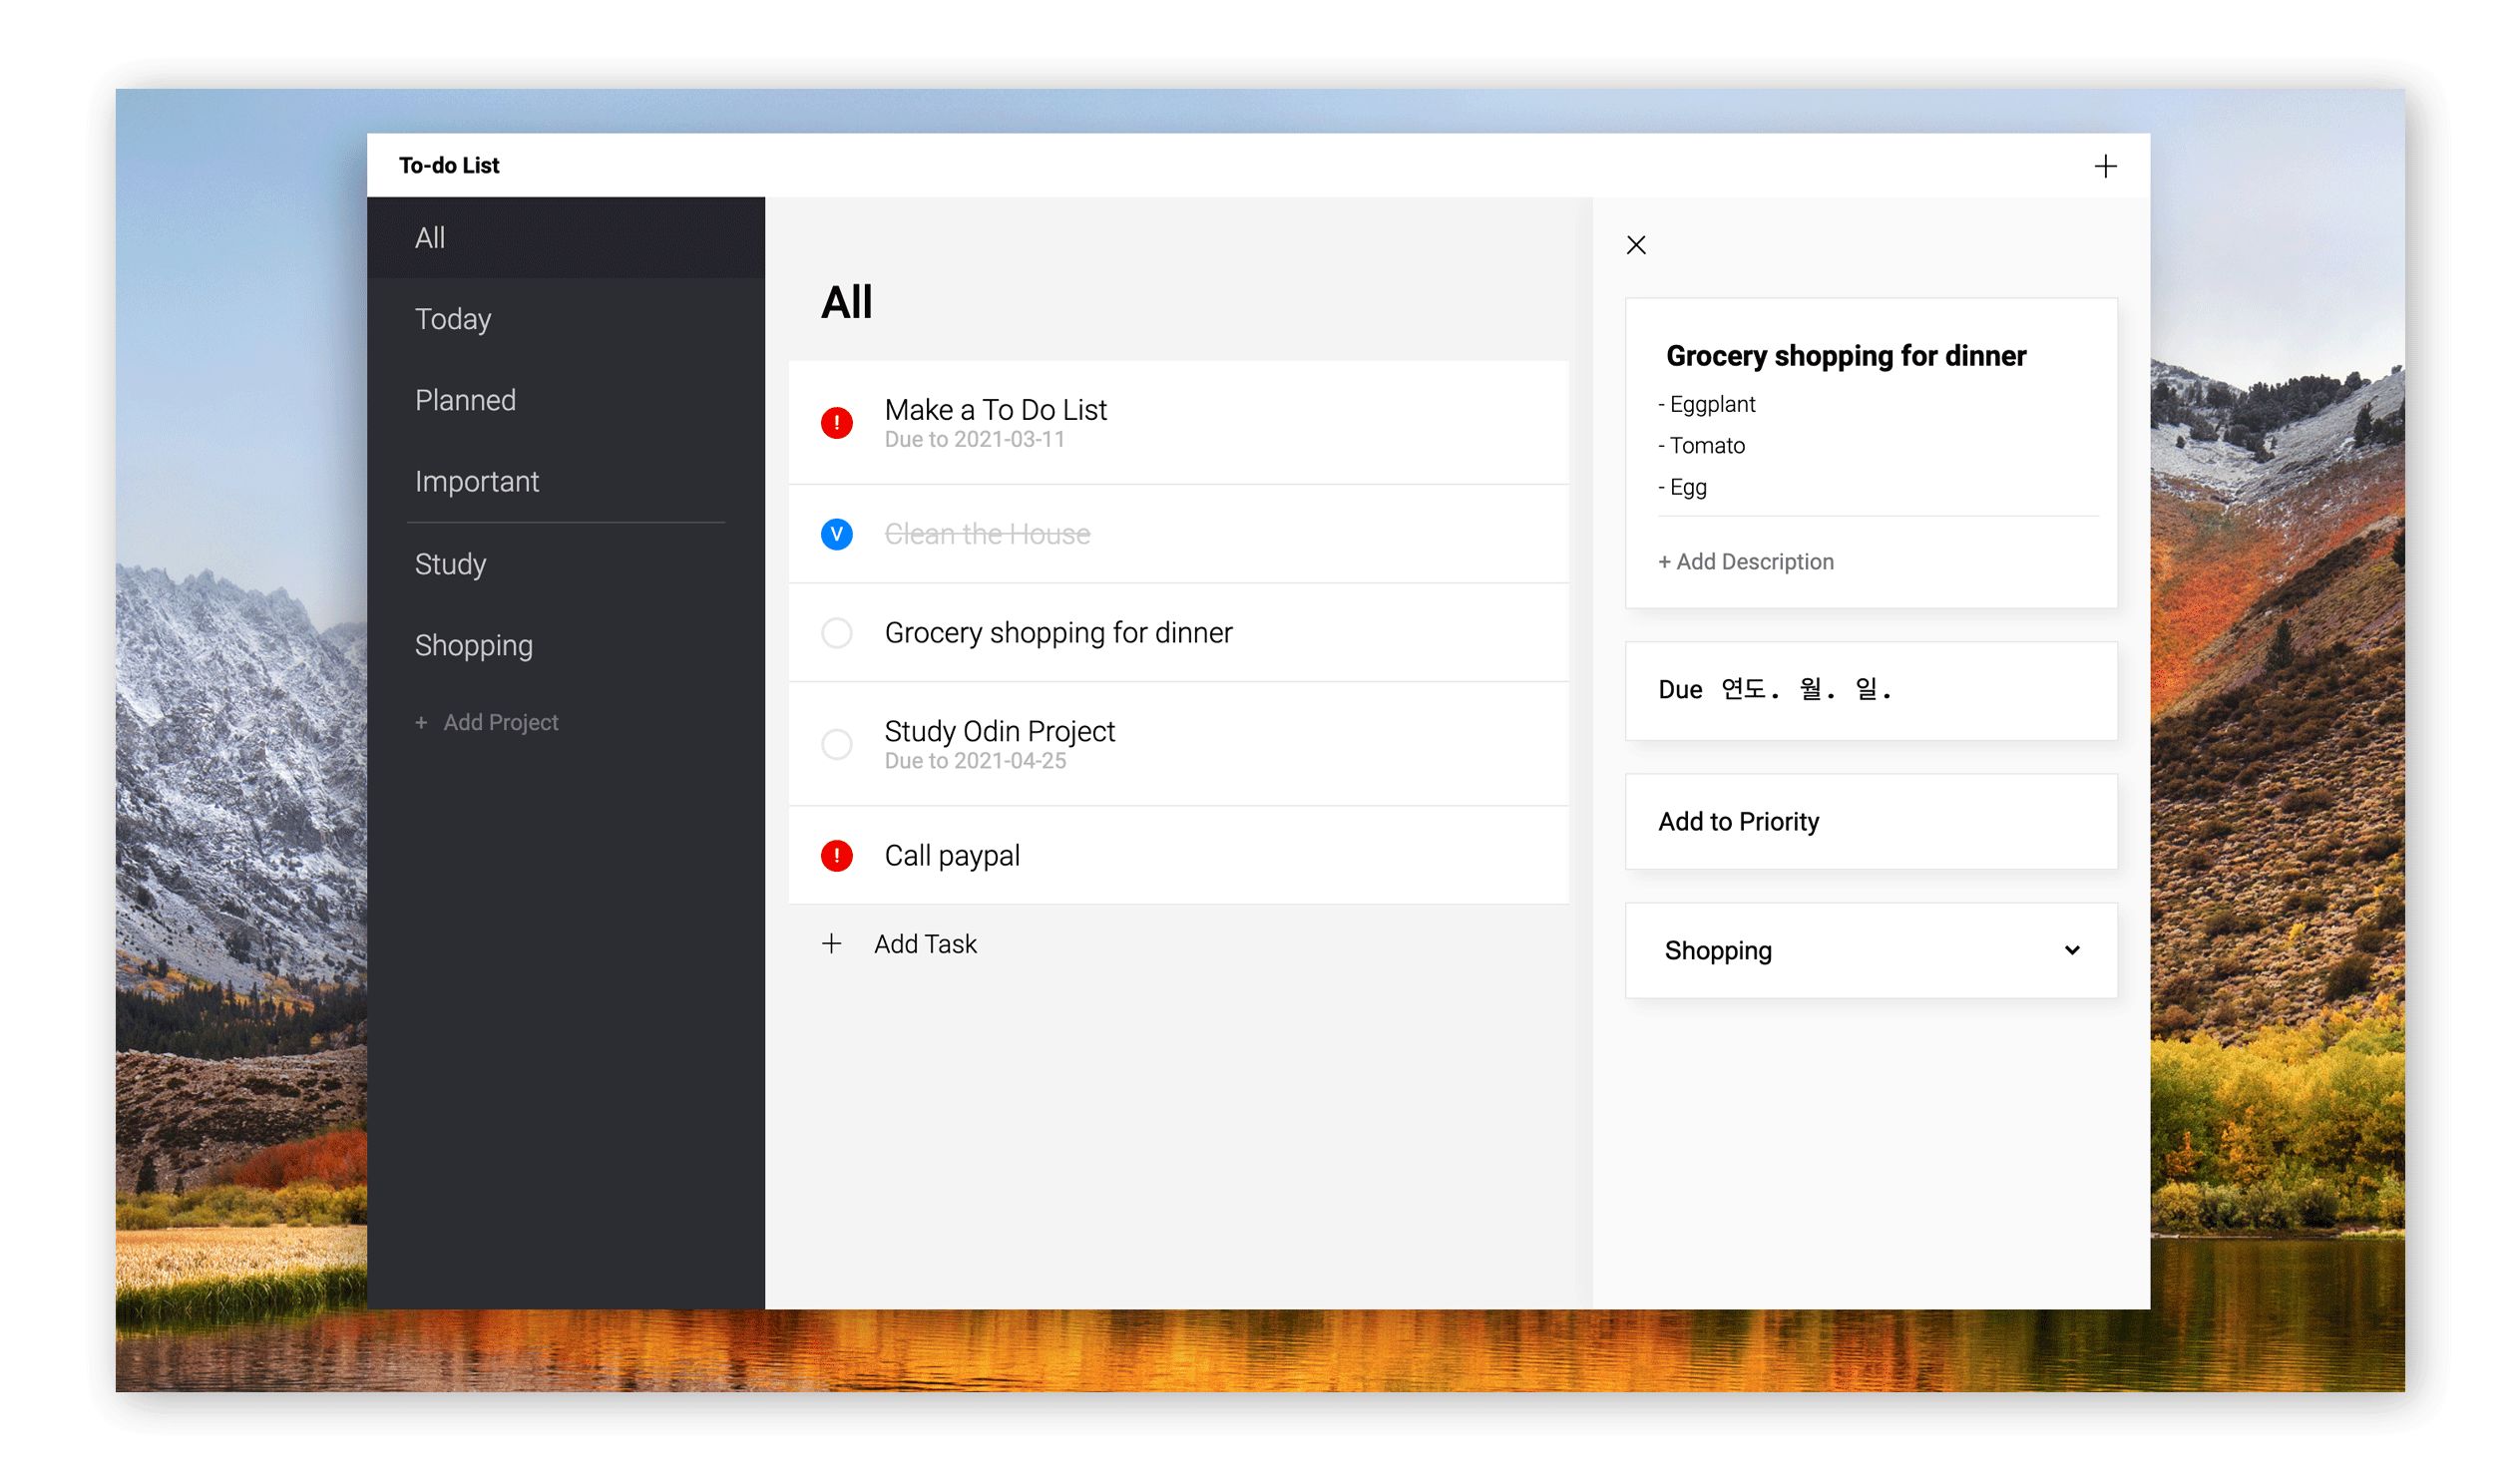 To-do List
All
Today
Planned
Important
Study
Shopping
+ Add Project
All
! Make a To Do List
Due to 2021-03-11
V Clean the House
Grocery shopping for dinner
Study Odin Project
Due to 2021-04-25
! Call paypal
+ Add Task
Grocery shopping for dinner
- Eggplant
- Tomato
- Egg
+ Add Description
Due 연도. 월. 일.
Add to Priority
Shopping